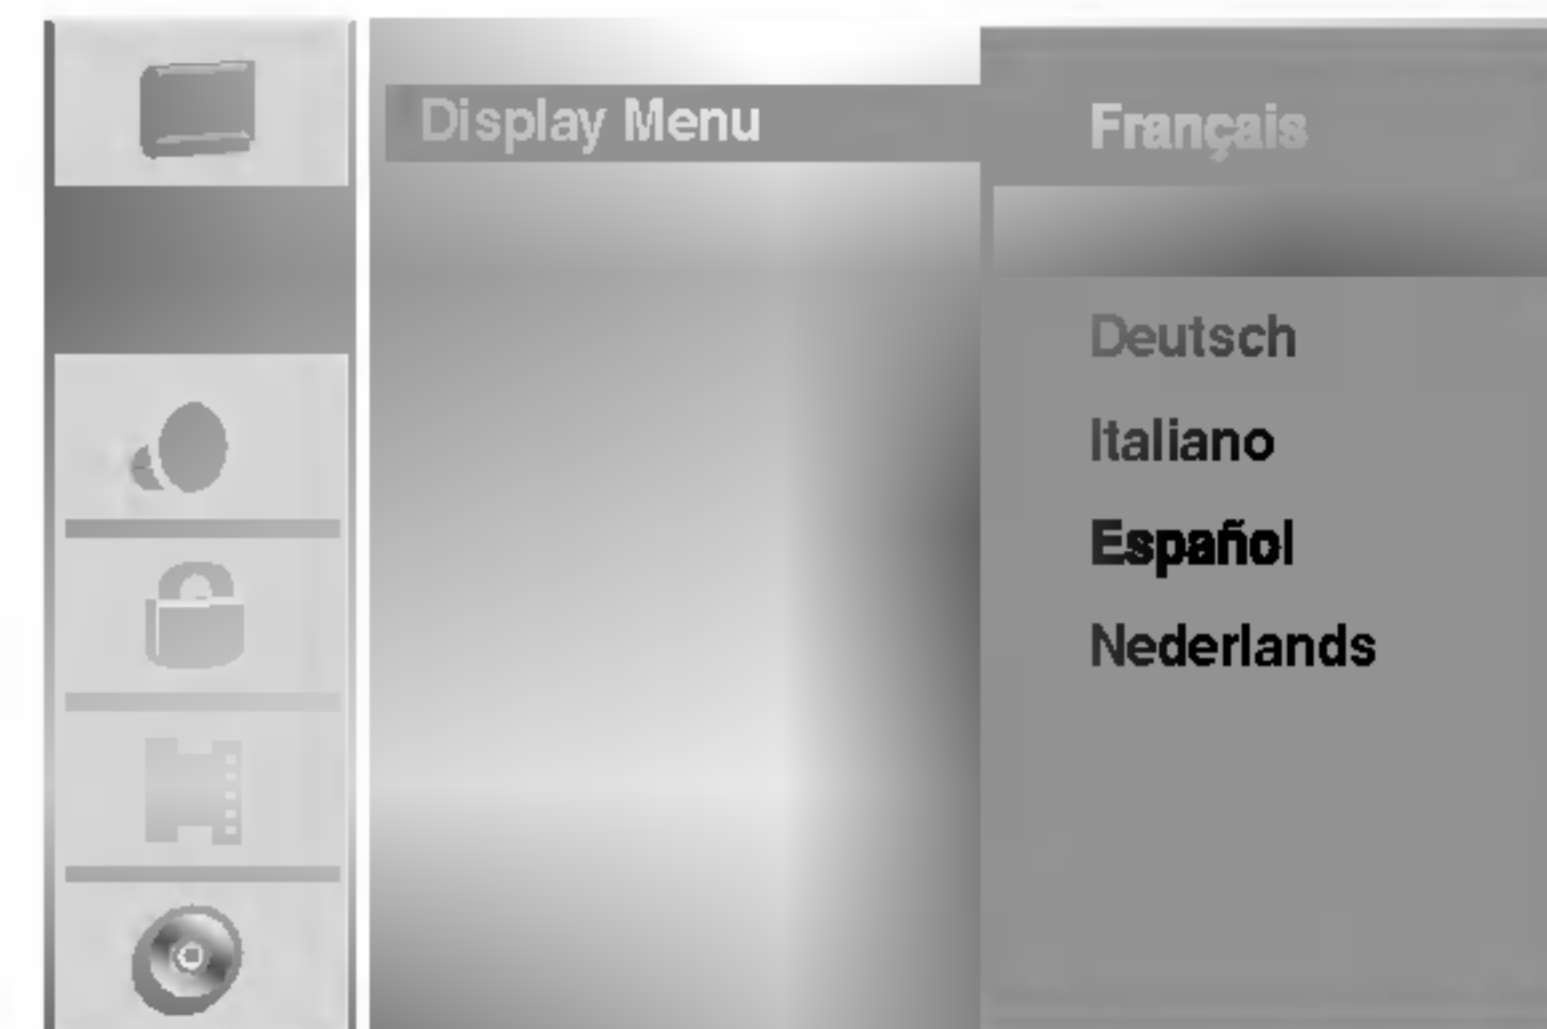 Display Menu
Français
Deutsch
Italiano
Español
Nederlands